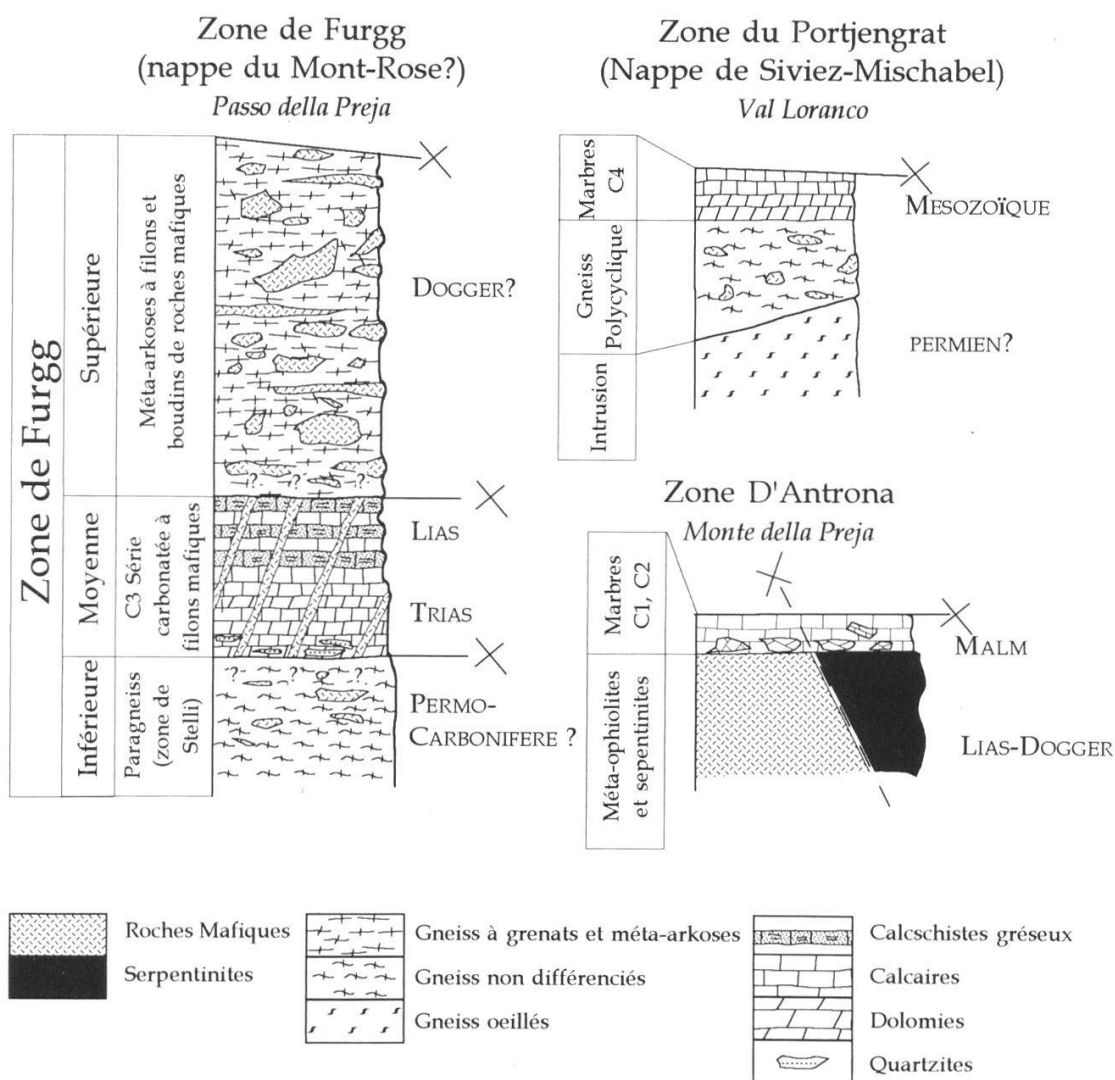 Zone de Furgg
(nappe du Mont-Rose?)
Passo della Preja
Zone de Furgg
Supérieure
Méta-arkoses à filons et
boudins de roches mafiques
DOGGER?
? ? ?
Moyenne
C3 Série
carbonatée à
filons mafiques
LIAS
TRIAS
Inférieure
Paragneiss
(zone de
Stelli)
? ? ?
PERMO-
CARBONIFERE ?
Zone du Portjengrat
(Nappe de Siviez-Mischabel)
Val Loranco
Marbres
C4
MESOZOïQUE
Gneiss
Polycyclique
Intrusion
PERMIEN?
Zone D'Antrona
Monte della Preja
Marbres
C1, C2
MALM
Méta-ophiolites
et sepentinites
LIAS-DOGGER
Roches Mafiques
Serpentinites
Gneiss à grenats et méta-arkoses
Gneiss non différenciés
Gneiss oeillés
Calcschistes gréseux
Calcaires
Dolomies
Quartzites